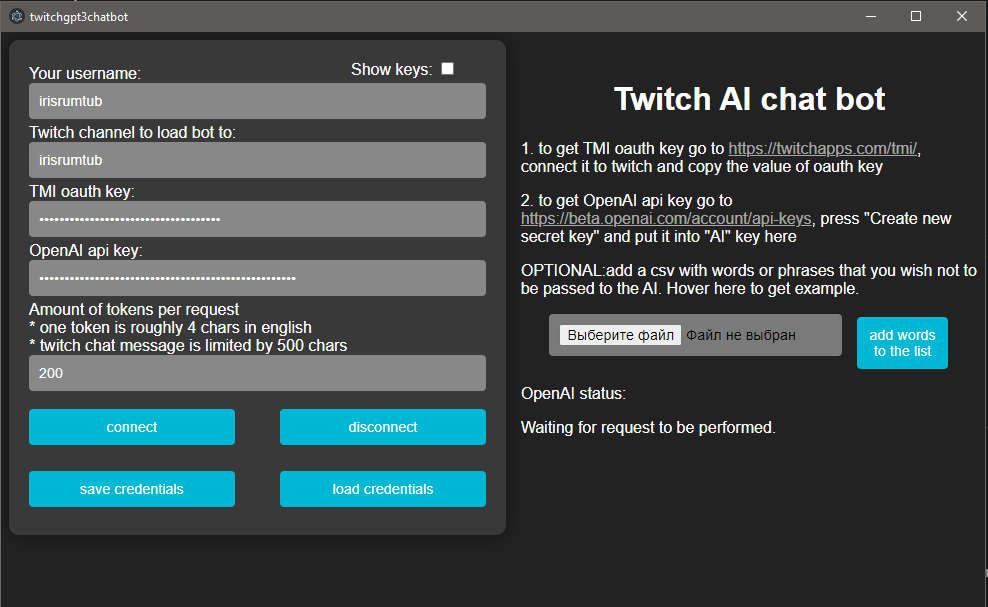 twitchgpt3chatbot
Your username:
Show keys:
irisrumtub
Twitch channel to load bot to:
irisrumtub
TMI oauth key:
••••••••••••••••••••••••••••••••••••
OpenAI api key:
•••••••••••••••••••••••••••••••••••••••••••••••••••
Amount of tokens per request
* one token is roughly 4 chars in english
* twitch chat message is limited by 500 chars
200
connect
disconnect
save credentials
load credentials
Twitch AI chat bot
1. to get TMI oauth key go to https://twitchapps.com/tmi/,
connect it to twitch and copy the value of oauth key
2. to get OpenAI api key go to
https://beta.openai.com/account/api-keys, press "Create new
secret key" and put it into "AI" key here
OPTIONAL:add a csv with words or phrases that you wish not to
be passed to the AI. Hover here to get example.
Выберите файл Файл не выбран
add words
to the list
OpenAI status:
Waiting for request to be performed.